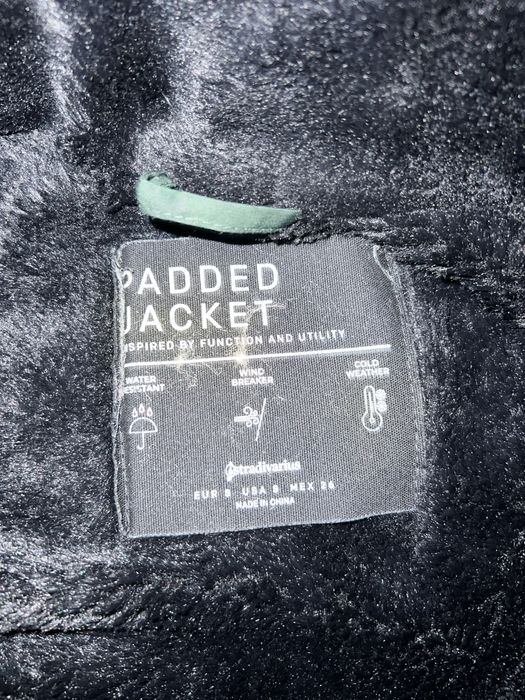 PADDED
JACKET
INSPIRED BY FUNCTION AND UTILITY
WATER WIND COLD
RESISTANT BREAKER WEATHER
stradivarius
EUR S USA S MEX 26
MADE IN CHINA